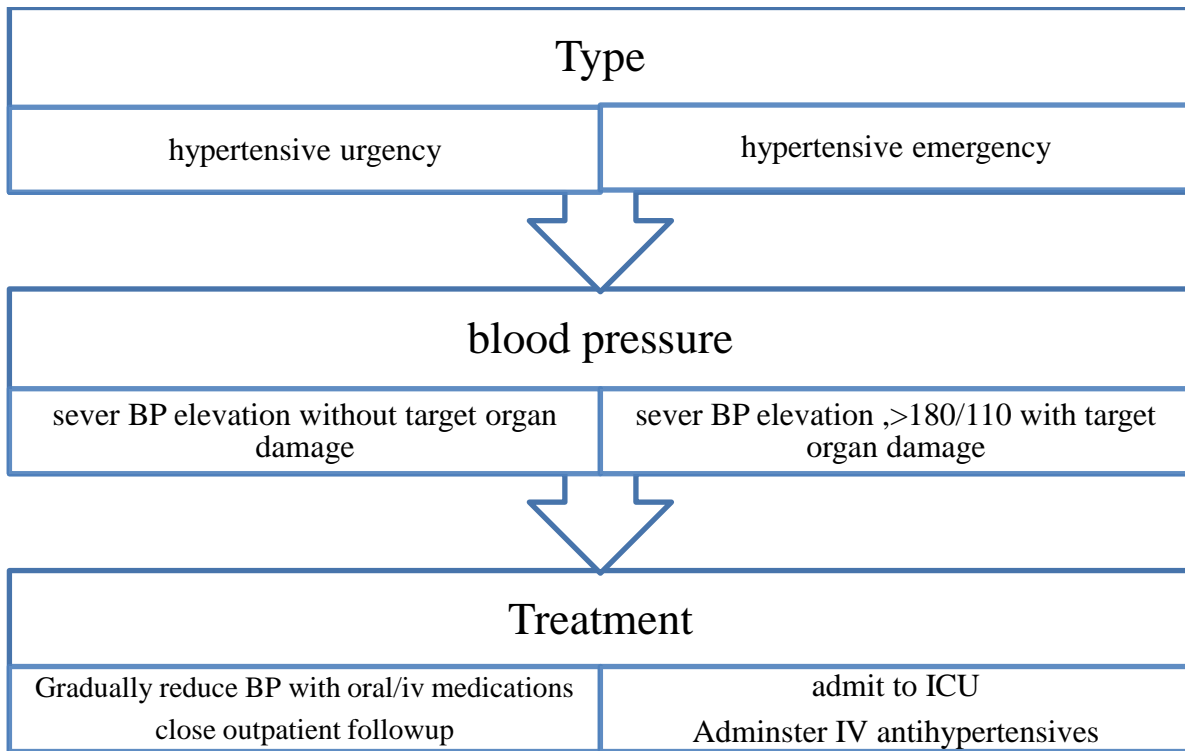 Type
hypertensive urgency
hypertensive emergency
blood pressure
sever BP elevation without target organ
damage
sever BP elevation ,>180/110 with target
organ damage
Treatment
Gradually reduce BP with oral/iv medications
close outpatient followup
admit to ICU
Adminster IV antihypertensives